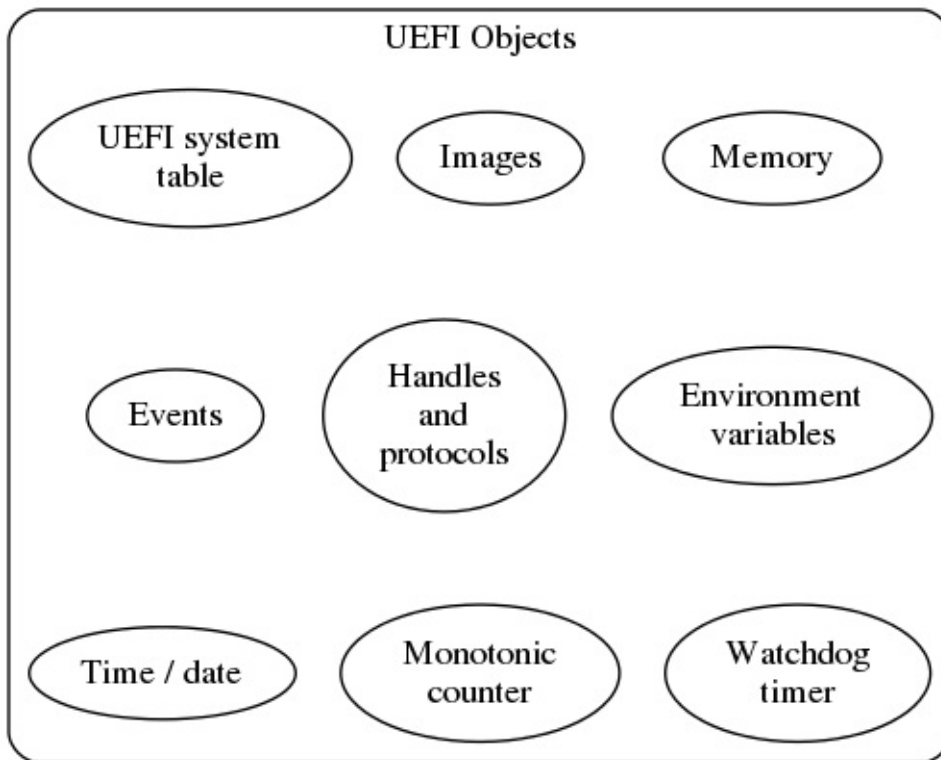 UEFI Objects
UEFI system
table
Images
Memory
Events
Handles
and
protocols
Environment
variables
Time / date
Monotonic
counter
Watchdog
timer